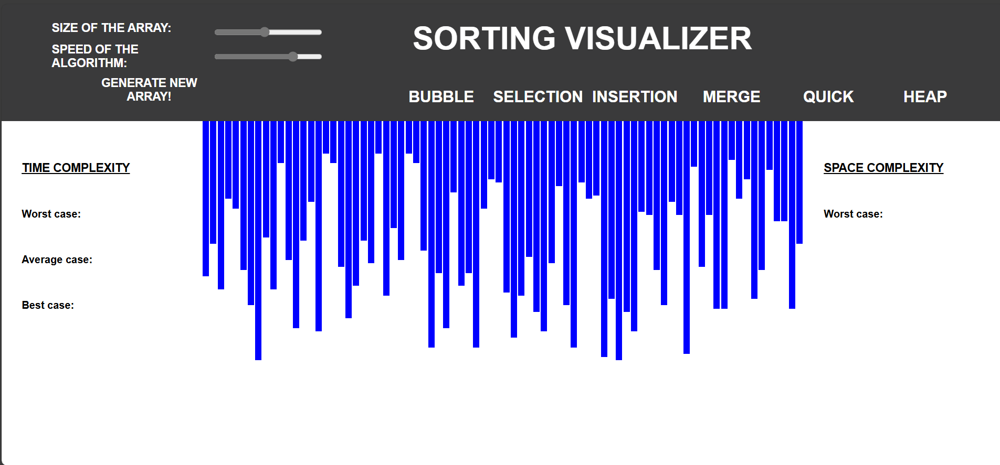 SIZE OF THE ARRAY:
SPEED OF THE
ALGORITHM:
GENERATE NEW
ARRAY!
SORTING VISUALIZER
BUBBLE SELECTION INSERTION MERGE QUICK HEAP
TIME COMPLEXITY
Worst case:
Average case:
Best case:
SPACE COMPLEXITY
Worst case: